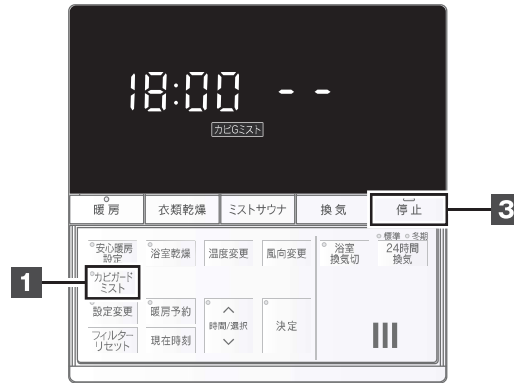 18:00 - -
カビGミスト
暖房 衣類乾燥 ミストサウナ 換気 停止
3
標準 冬期
安心暖房
設定
浴室乾燥
温度変更
風向変更
浴室
換気切
24時間
換気
1
カビガード
ミスト
設定変更
暖房予約
時間/選択
決定
フィルター
リセット
現在時刻